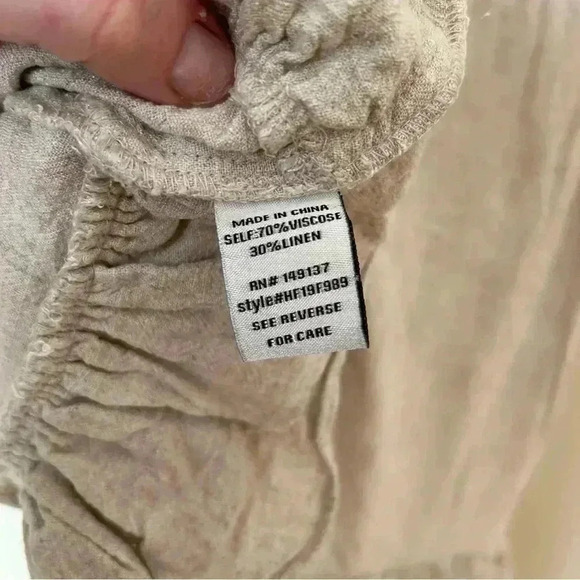 MADE IN CHINA
SELF:70%VISCOSE
30%LINEN
RN# 149137
style#HF19F989
SEE REVERSE
FOR CARE